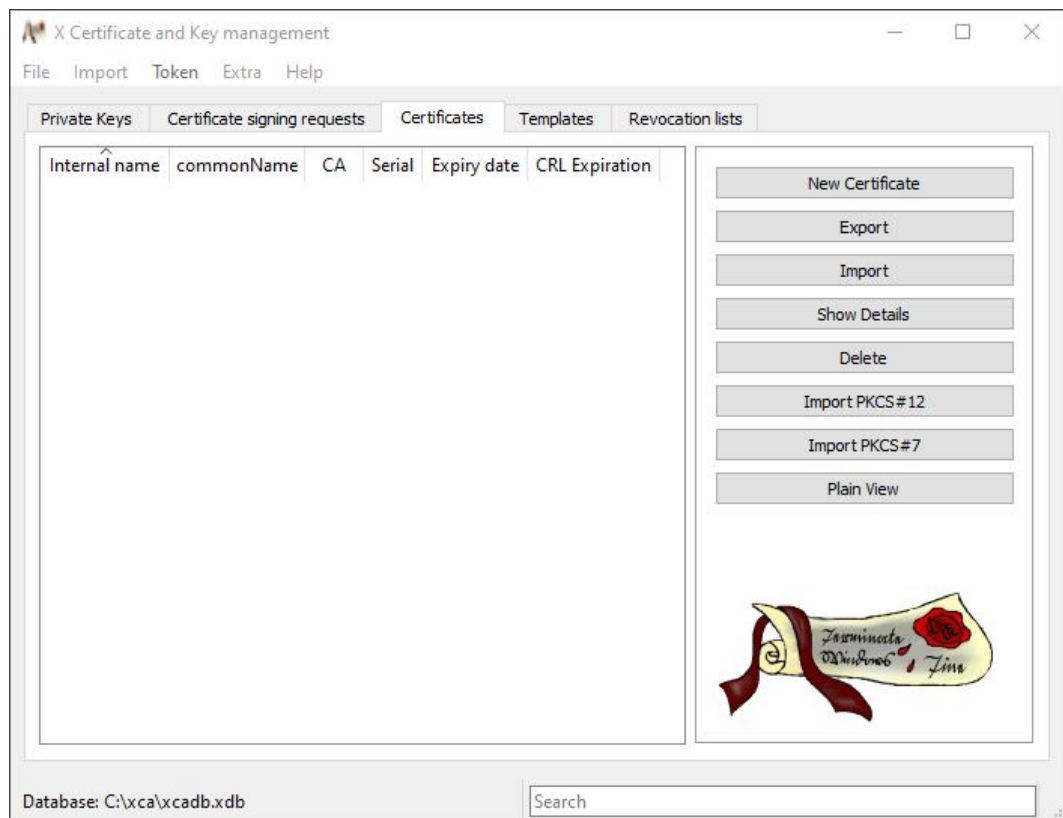 X Certificate and Key management
File Import Token Extra Help
Private Keys Certificate signing requests Certificates Templates Revocation lists
Internal name commonName CA Serial Expiry date CRL Expiration
New Certificate
Export
Import
Show Details
Delete
Import PKCS#12
Import PKCS#7
Plain View
Windows
Fine
Database: C:\xca\xcadb.xdb
Search